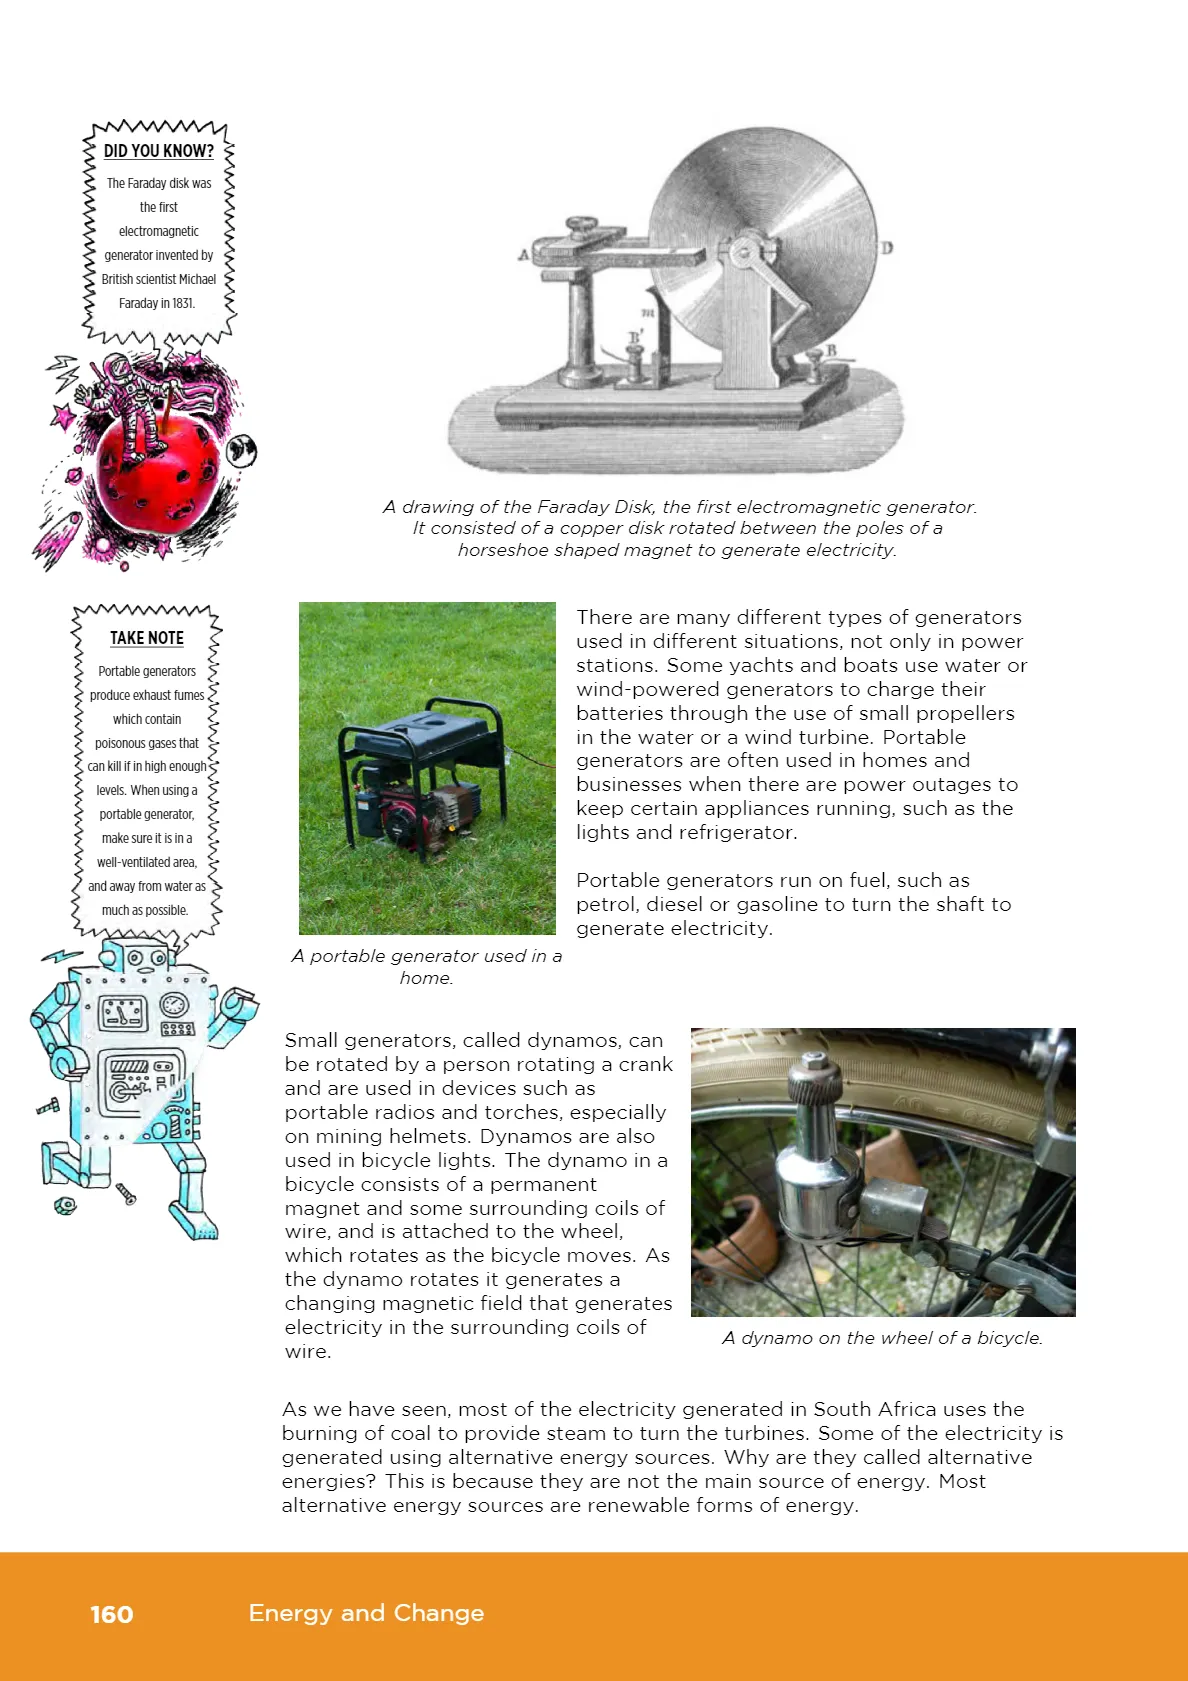 DID YOU KNOW?
The Faraday disk was
the first
electromagnetic
generator invented by
British scientist Michael
Faraday in 1831.
A
D
m
B'
B
A drawing of the Faraday Disk, the first electromagnetic generator.
It consisted of a copper disk rotated between the poles of a
horseshoe shaped magnet to generate electricity.
TAKE NOTE
Portable generators
produce exhaust fumes
which contain
poisonous gases that
can kill if in high enough
levels. When using a
portable generator,
make sure it is in a
well-ventilated area,
and away from water as
much as possible.
There are many different types of generators
used in different situations, not only in power
stations. Some yachts and boats use water or
wind-powered generators to charge their
batteries through the use of small propellers
in the water or a wind turbine. Portable
generators are often used in homes and
businesses when there are power outages to
keep certain appliances running, such as the
lights and refrigerator.
Portable generators run on fuel, such as
petrol, diesel or gasoline to turn the shaft to
generate electricity.
A portable generator used in a
home.
Small generators, called dynamos, can
be rotated by a person rotating a crank
and are used in devices such as
portable radios and torches, especially
on mining helmets. Dynamos are also
used in bicycle lights. The dynamo in a
bicycle consists of a permanent
magnet and some surrounding coils of
wire, and is attached to the wheel,
which rotates as the bicycle moves. As
the dynamo rotates it generates a
changing magnetic field that generates
electricity in the surrounding coils of
wire.
A dynamo on the wheel of a bicycle.
As we have seen, most of the electricity generated in South Africa uses the
burning of coal to provide steam to turn the turbines. Some of the electricity is
generated using alternative energy sources. Why are they called alternative
energies? This is because they are not the main source of energy. Most
alternative energy sources are renewable forms of energy.
160
Energy and Change